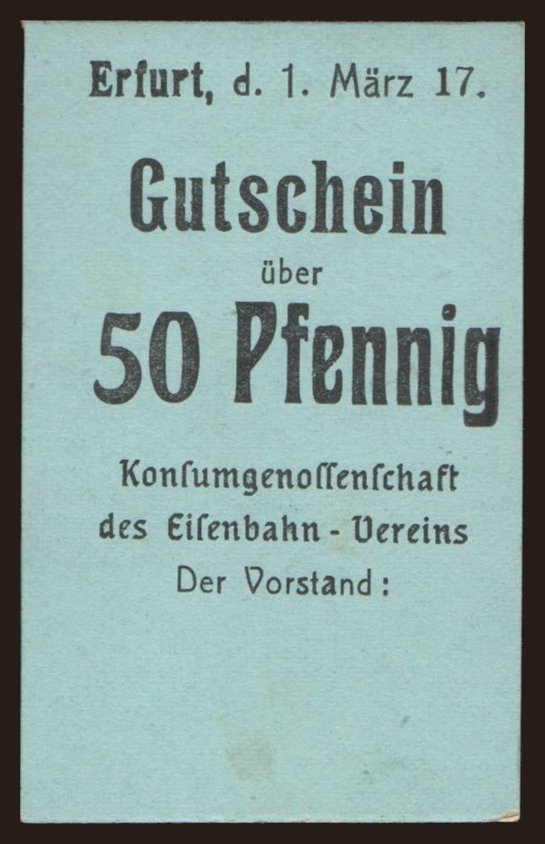 Erfurt, d. 1. März 17.
Gutschein
über
50 Pfennig
Konſumgenoſſenſchaft
des Eiſenbahn - Vereins
Der Vorstand: